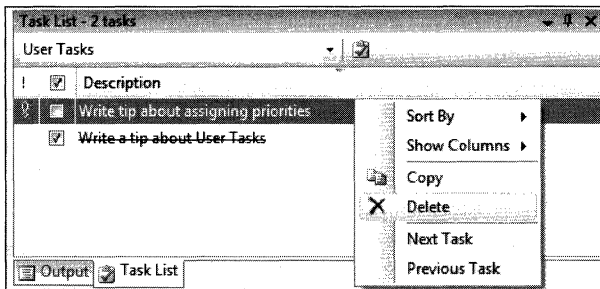 Task List - 2 tasks
User Tasks
! Description
Write tip about assigning priorities
Write a tip about User Tasks
Sort By
Show Columns
Copy
Delete
Next Task
Previous Task
Output Task List